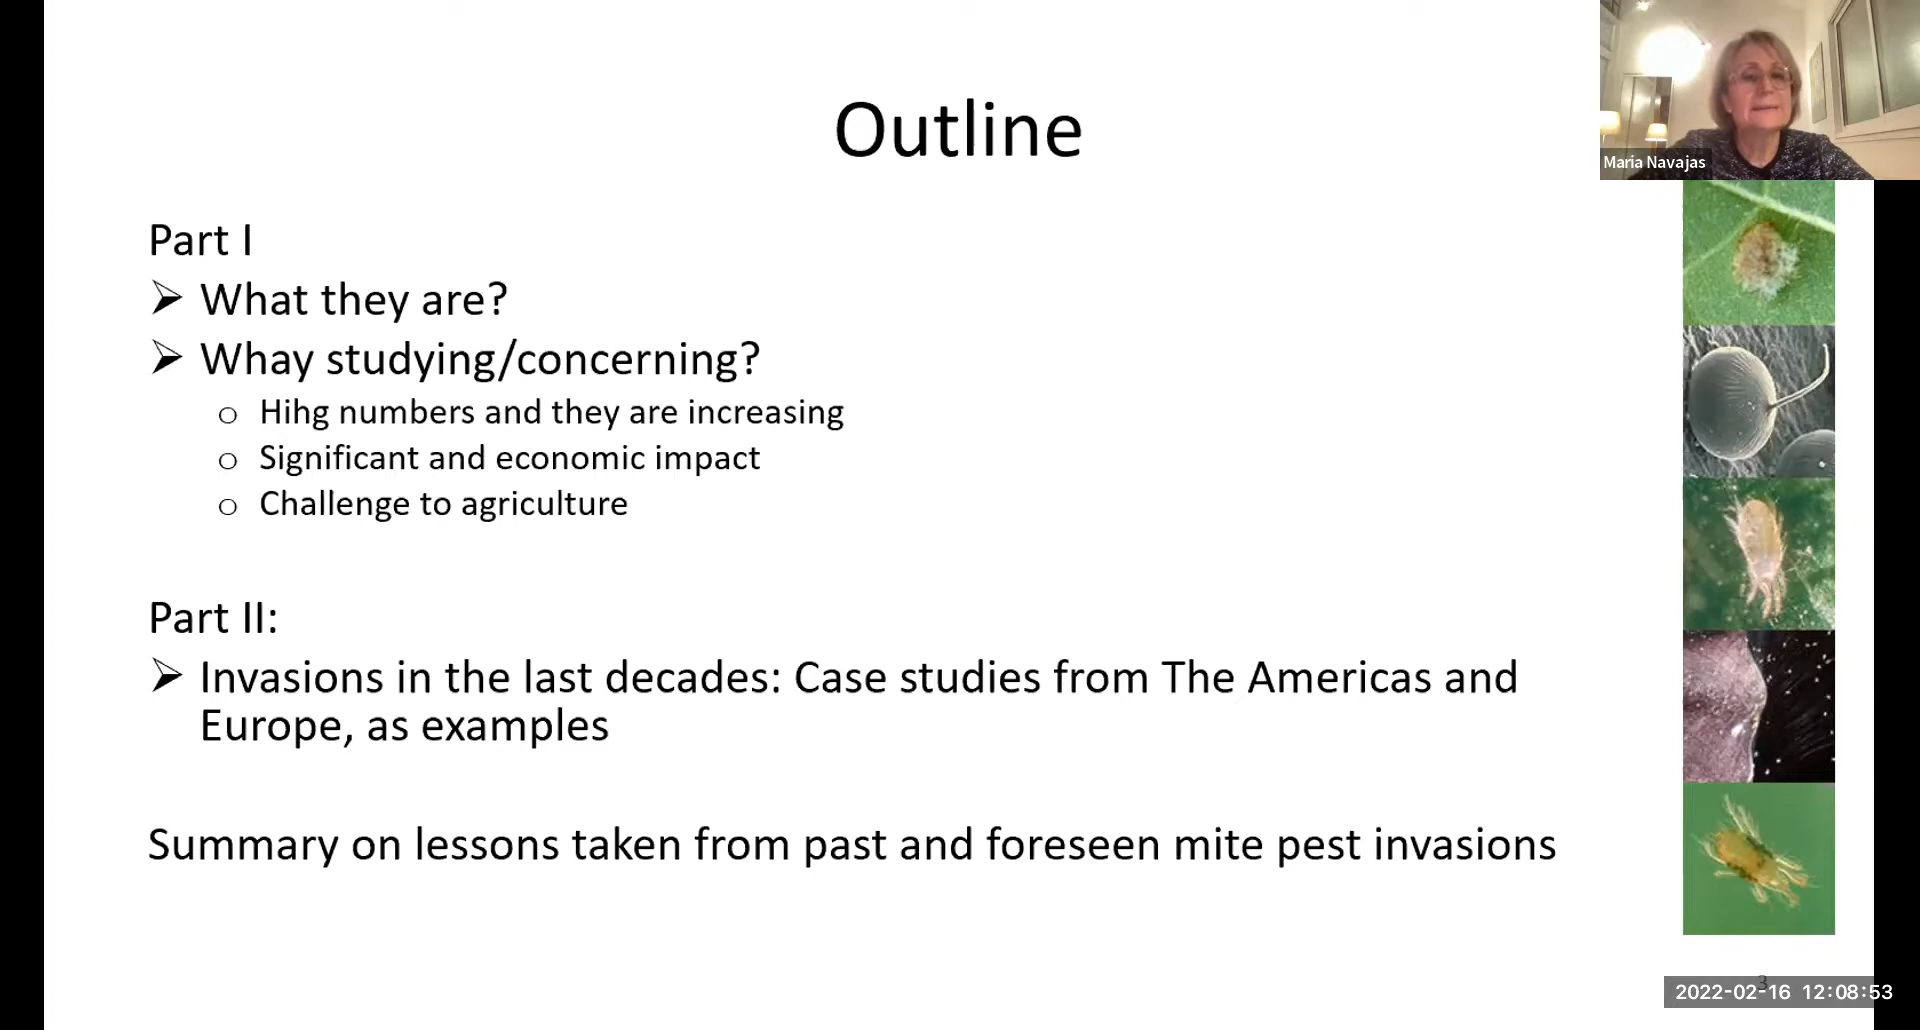 Outline
Maria Navajas
Part I
➢ What they are?
➢ Whay studying/concerning?
o Hihg numbers and they are increasing
o Significant and economic impact
o Challenge to agriculture
Part II:
➢ Invasions in the last decades: Case studies from The Americas and
Europe, as examples
Summary on lessons taken from past and foreseen mite pest invasions
3
2022-02-16 12:08:53